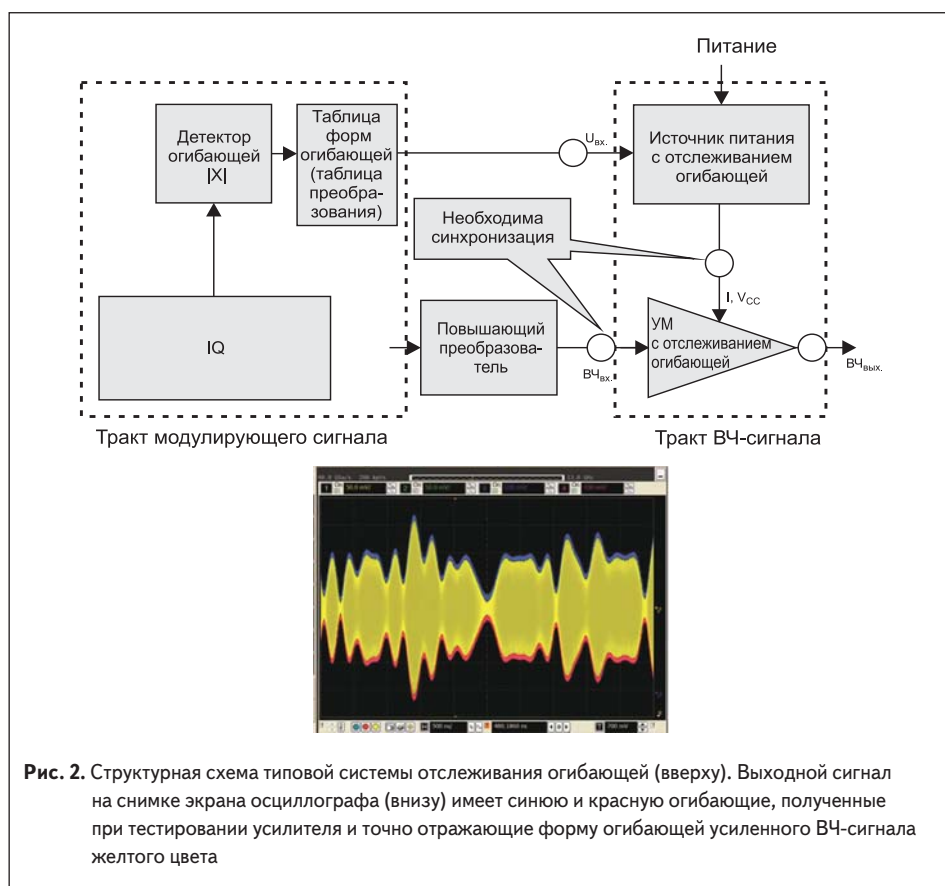 Питание
Детектор
огибающей
|X|
Таблица
форм
огибающей
(таблица
преобра-
зования)
Uвх.
Источник питания
с отслеживанием
огибающей
Необходима
синхронизация
I, VCC
IQ
Повышающий
преобразова-
тель
ВЧвх.
УМ
с отслеживанием
огибающей
ВЧвых.
Тракт модулирующего сигнала
Тракт ВЧ-сигнала
Рис. 2. Структурная схема типовой системы отслеживания огибающей (вверху). Выходной сигнал
на снимке экрана осциллографа (внизу) имеет синюю и красную огибающие, полученные
при тестировании усилителя и точно отражающие форму огибающей усиленного ВЧ-сигнала
желтого цвета